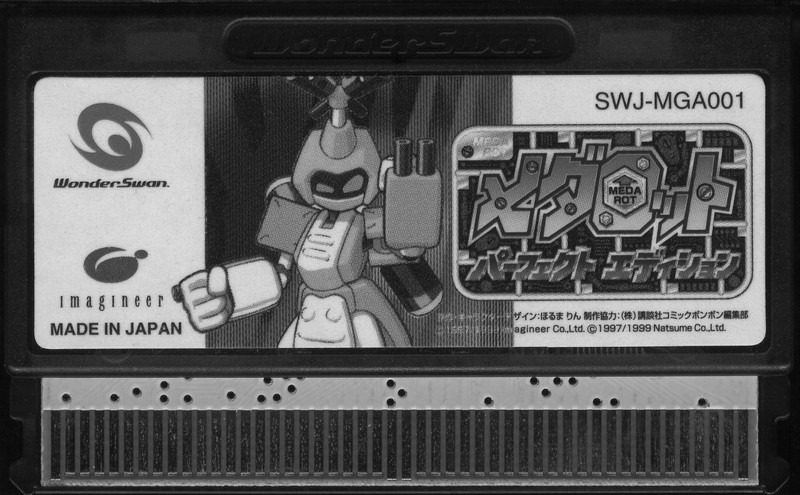 WonderSwan
SWJ-MGA001
WonderSwan.
MEDA
ROT
メダロット
MEDA
ROT
パーフェクト エディション
imagineer
MADE IN JAPAN
ザイン:ほるま りん 制作協力:(株)講談社コミックボンボン編集部
agineer Co.,Ltd. ©1997/1999 Natsume Co.,Ltd.